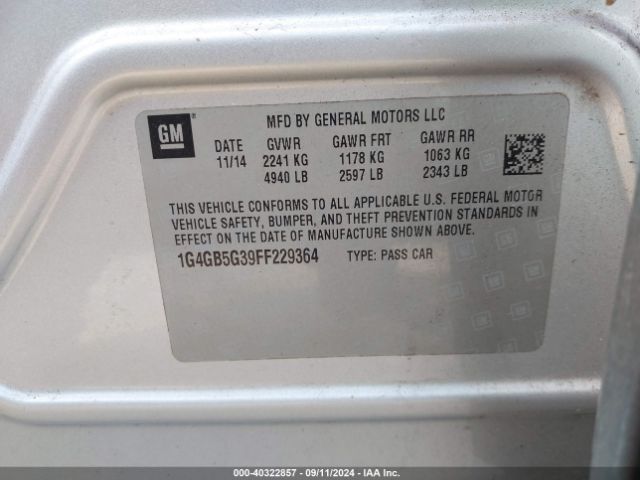 GM
MFD BY GENERAL MOTORS LLC
DATE GVWR GAWR FRT GAWR RR
11/14 2241 KG 1178 KG 1063 KG
4940 LB 2597 LB 2343 LB
THIS VEHICLE CONFORMS TO ALL APPLICABLE U.S. FEDERAL MOTOR
VEHICLE SAFETY, BUMPER, AND THEFT PREVENTION STANDARDS IN
EFFECT ON THE DATE OF MANUFACTURE SHOWN ABOVE.
1G4GB5G39FF229364 TYPE: PASS CAR
000-40322857 - 09/11/2024 - IAA Inc.